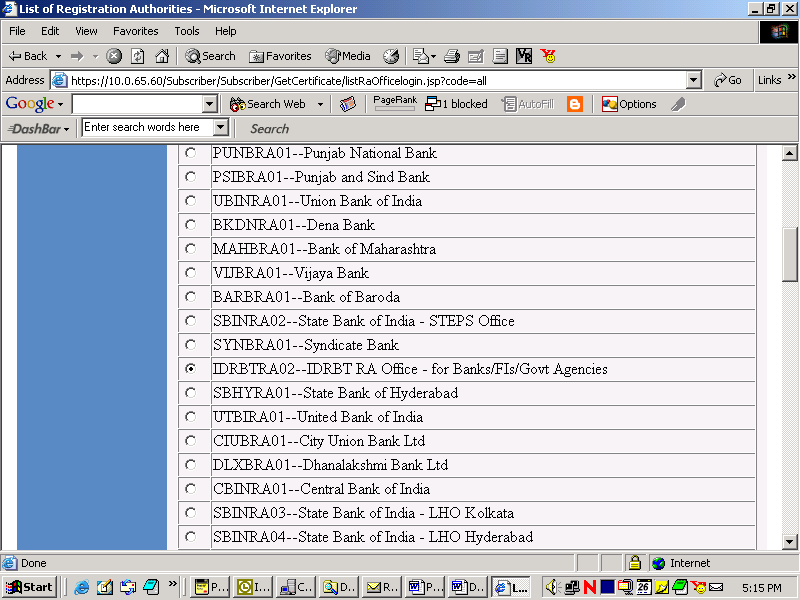 List of Registration Authorities - Microsoft Internet Explorer
File Edit View Favorites Tools Help
Back Search Favorites Media
Address https://10.0.65.60/Subscriber/Subscriber/GetCertificate/listRaOfficelogin.jsp?code=all Go Links »
Google Search Web PageRank 1 blocked AutoFill Options
DashBar Enter search words here Search
PUNBRA01--Punjab National Bank
PSIBRA01--Punjab and Sind Bank
UBINRA01--Union Bank of India
BKDNRA01--Dena Bank
MAHBRA01--Bank of Maharashtra
VIJBRA01--Vijaya Bank
BARBRA01--Bank of Baroda
SBINRA02--State Bank of India - STEPS Office
SYNBRA01--Syndicate Bank
IDRBTRA02--IDRBT RA Office - for Banks/FIs/Govt Agencies
SBHYRA01--State Bank of Hyderabad
UTBIRA01--United Bank of India
CIUBRA01--City Union Bank Ltd
DLXBRA01--Dhanalakshmi Bank Ltd
CBINRA01--Central Bank of India
SBINRA03--State Bank of India - LHO Kolkata
SBINRA04--State Bank of India - LHO Hyderabad
Done Internet
Start » P... I... C... D... R... P... D... L... 26 5:15 PM